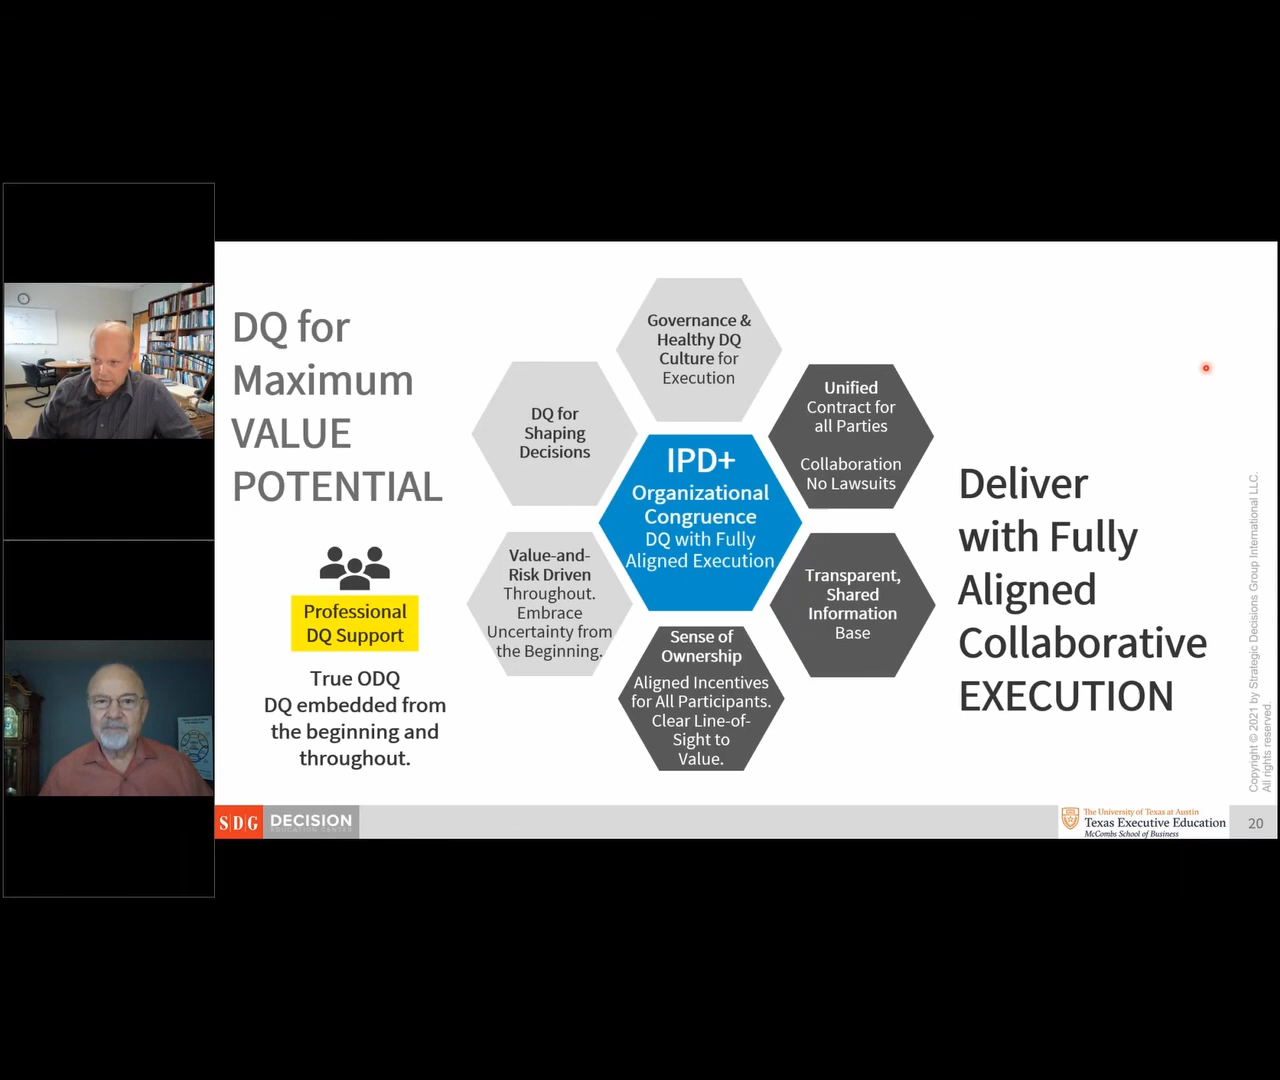 DQ for
Maximum
VALUE
POTENTIAL
Professional
DQ Support
True ODQ
DQ embedded from
the beginning and
throughout.
Governance &
Healthy DQ
Culture for
Execution
DQ for
Shaping
Decisions
Unified
Contract for
all Parties
Collaboration
No Lawsuits
IPD+
Organizational
Congruence
DQ with Fully
Aligned Execution
Value-and-
Risk Driven
Throughout.
Embrace
Uncertainty from
the Beginning.
Transparent,
Shared
Information
Base
Sense of
Ownership
Aligned Incentives
for All Participants.
Clear Line-of-
Sight to
Value.
Deliver
with Fully
Aligned
Collaborative
EXECUTION
Copyright © 2021 by Strategic Decisions Group International LLC.
All rights reserved.
SDG
DECISION
EDUCATION CENTER
The University of Texas at Austin
Texas Executive Education
McCombs School of Business
20